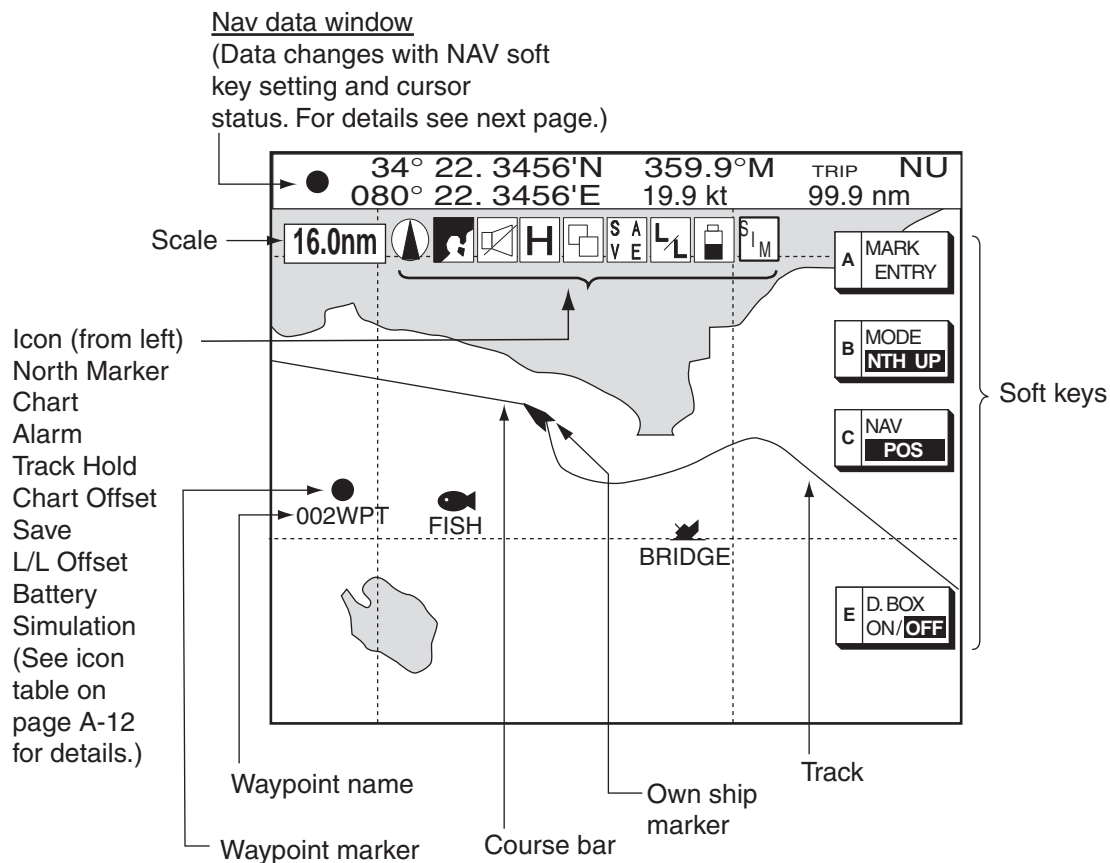 Nav data window
(Data changes with NAV soft
key setting and cursor
status. For details see next page.)
34° 22. 3456'N 359.9°M TRIP NU
080° 22. 3456'E 19.9 kt 99.9 nm
Scale
16.0nm
H
S A
V E
L/L
SIM
A MARK
ENTRY
B MODE
NTH UP
C NAV
POS
E D. BOX
ON/OFF
Soft keys
Icon (from left)
North Marker
Chart
Alarm
Track Hold
Chart Offset
Save
L/L Offset
Battery
Simulation
(See icon
table on
page A-12
for details.)
002WPT
FISH
BRIDGE
Waypoint name
Waypoint marker
Course bar
Own ship
marker
Track